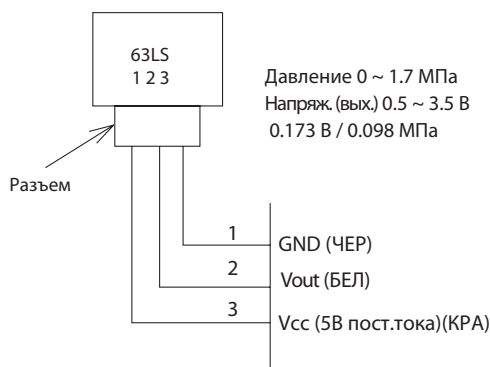 63LS
1 2 3
Давление 0 ~ 1.7 МПа
Напряж. (вых.) 0.5 ~ 3.5 В
0.173 В / 0.098 МПа
Разъем
1
GND (ЧЕР)
2
Vout (БЕЛ)
3
Vcc (5В пост.тока)(КРА)